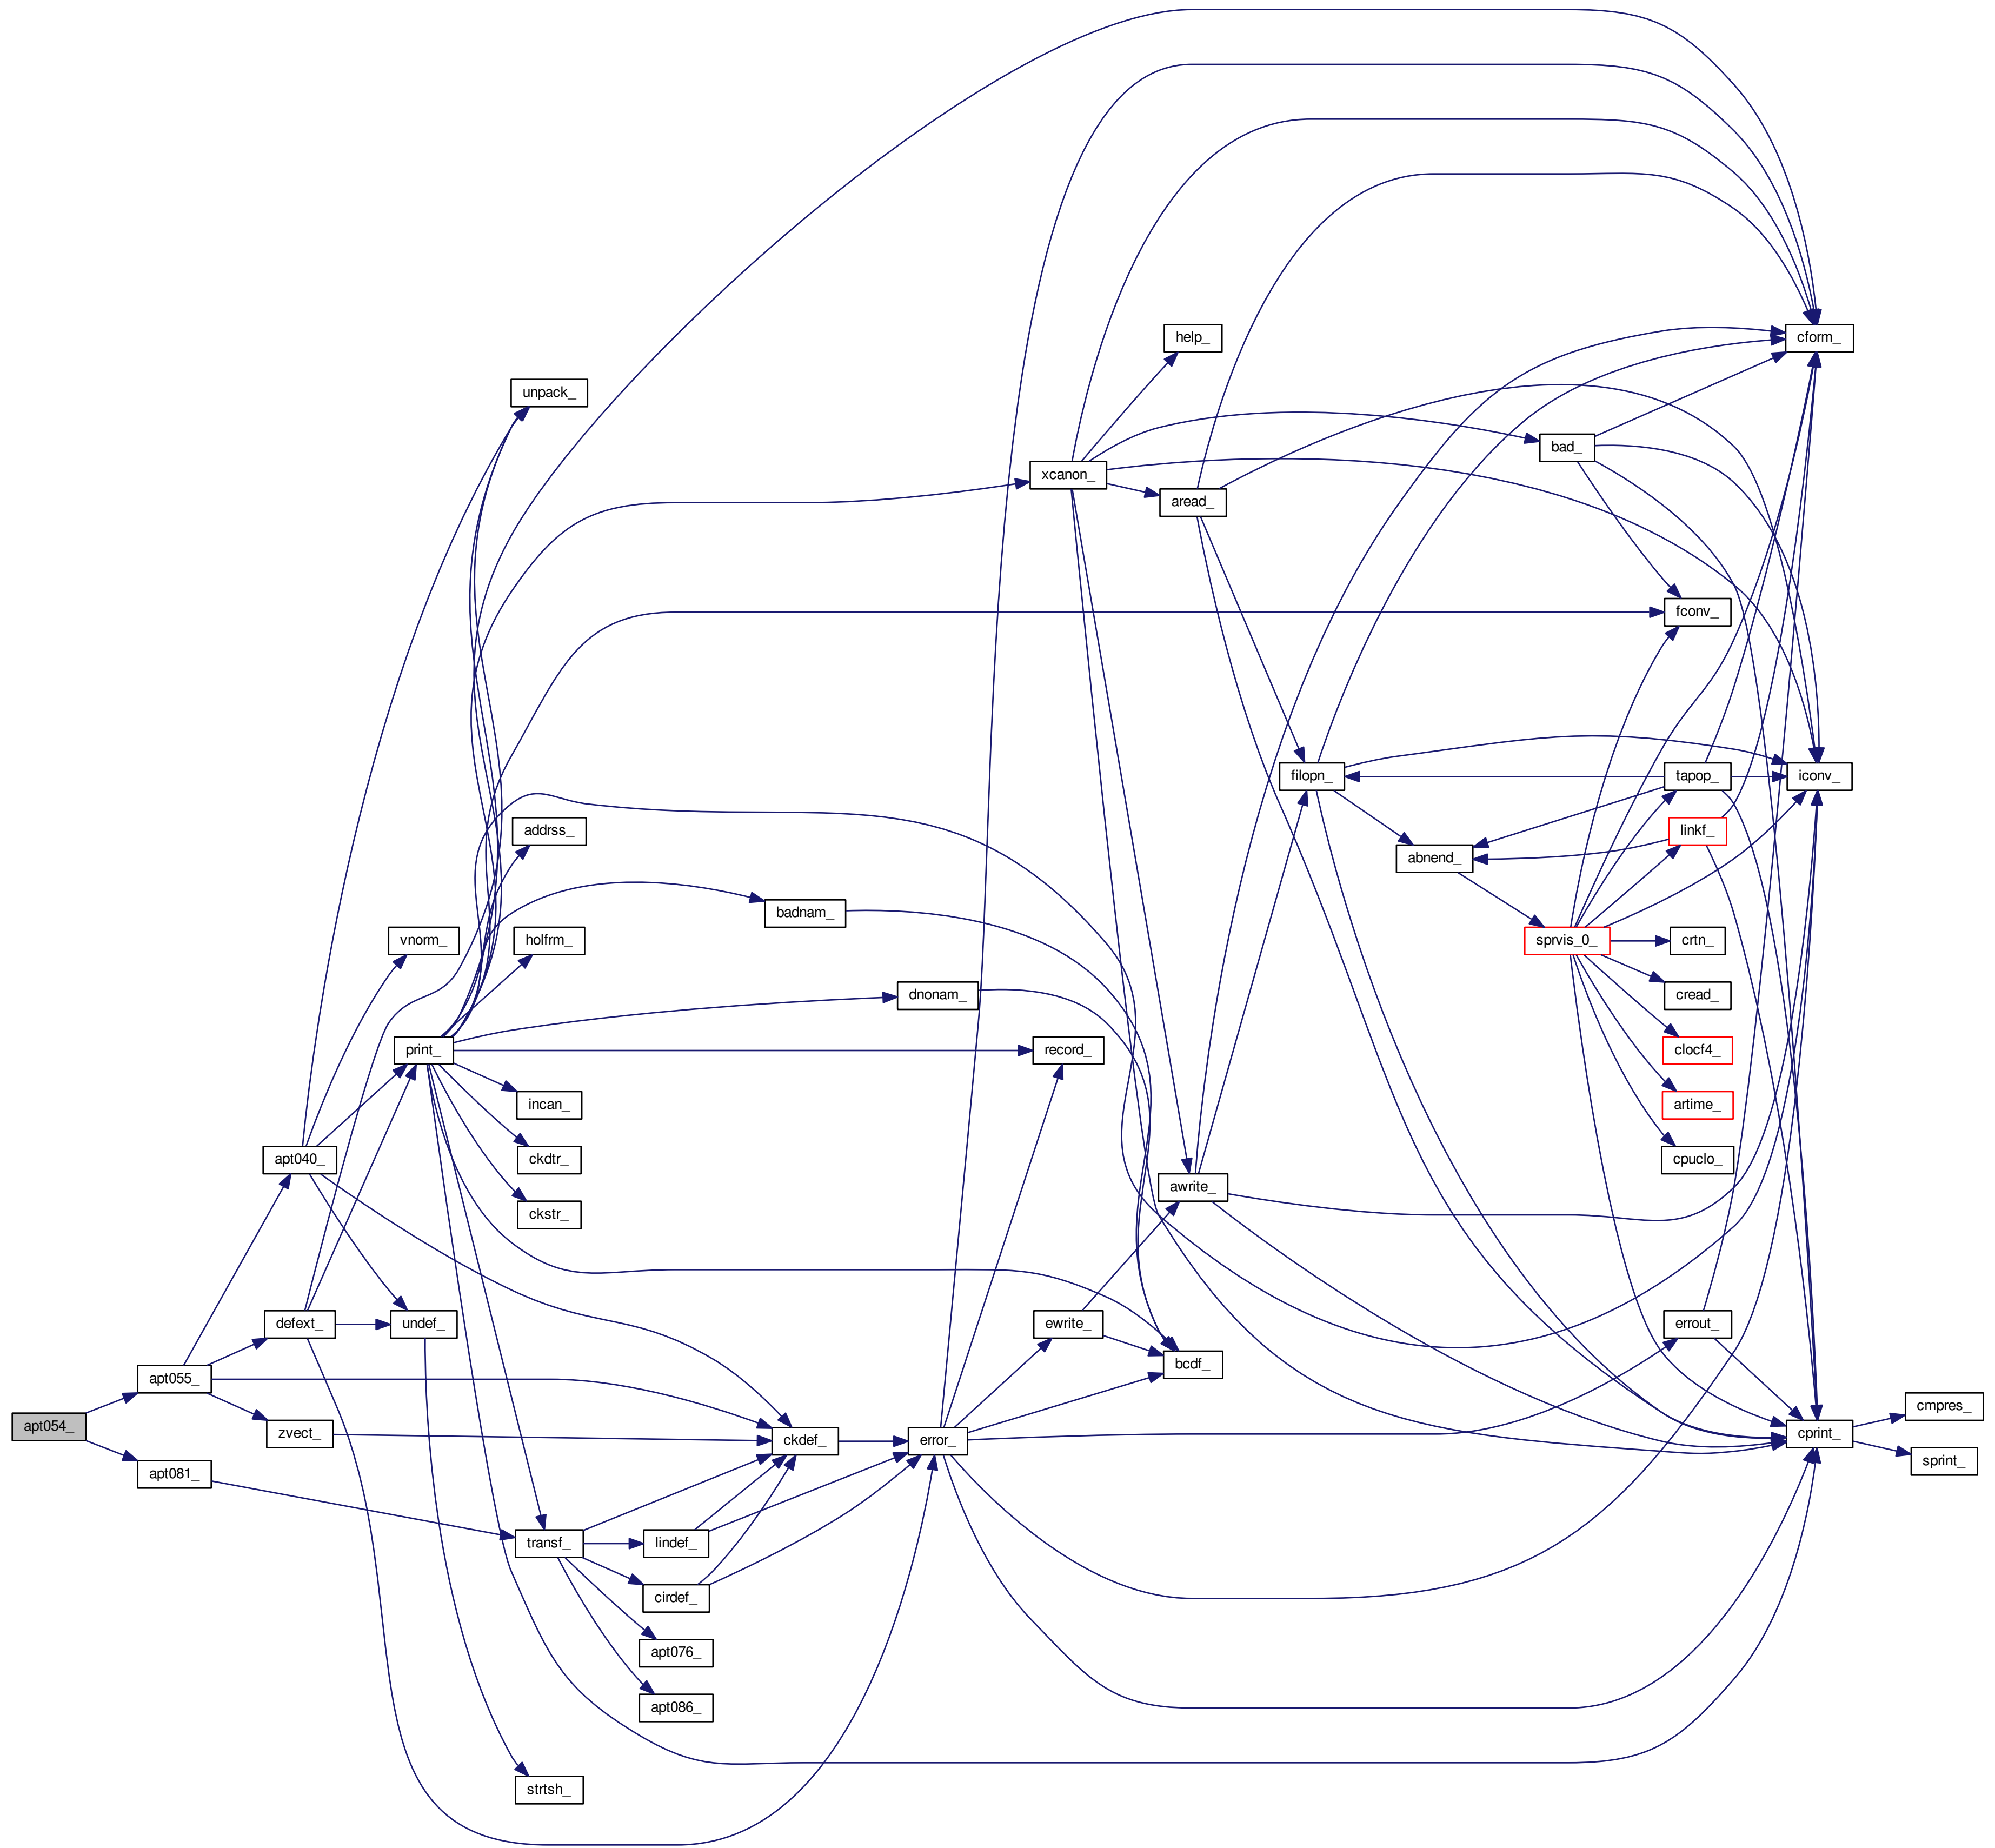 apt054_
apt055_
apt081_
apt040_
defext_
zvect_
vnorm_
print_
undef_
unpack_
addrss_
holfrm_
incan_
ckdtr_
ckstr_
transf_
strtsh_
lindef_
cirdef_
apt076_
apt086_
badnam_
ckdef_
dnonam_
error_
xcanon_
record_
ewrite_
help_
aread_
awrite_
bcdf_
filopn_
abnend_
bad_
sprvis_0_
fconv_
tapop_
linkf_
crtn_
cread_
clocf4_
artime_
cpuclo_
errout_
cform_
iconv_
cprint_
cmpres_
sprint_